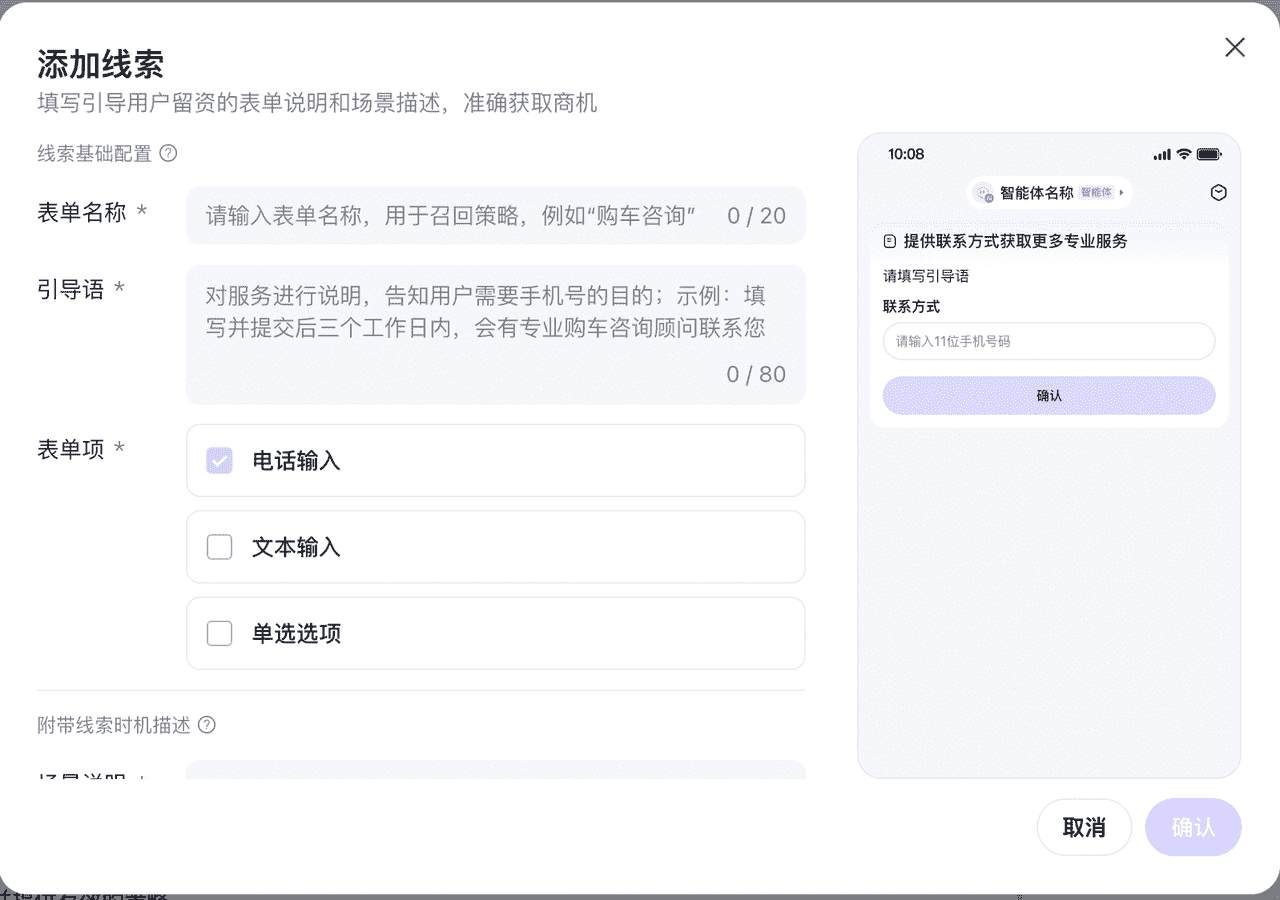 添加线索
填写引导用户留资的表单说明和场景描述，准确获取商机
线索基础配置
表单名称 *
请输入表单名称，用于召回策略，例如“购车咨询”
0 / 20
引导语 *
对服务进行说明，告知用户需要手机号的目的；示例：填
写并提交后三个工作日内，会有专业购车咨询顾问联系您
0 / 80
表单项 *
电话输入
文本输入
单选选项
附带线索时机描述
场景说明 *
10:08
智能体名称 智能体
提供联系方式获取更多专业服务
请填写引导语
联系方式
请输入11位手机号码
确认
取消
确认